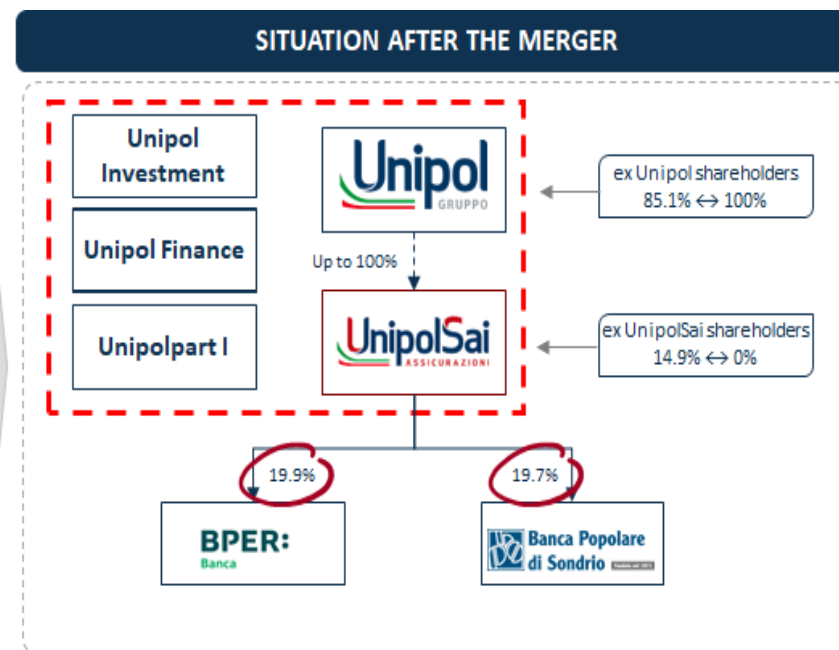 SITUATION AFTER THE MERGER
Unipol
Investment
Unipol Finance
Unipolpart I
Unipol
GRUPPO
Up to 100%
UnipolSai
ASSICURAZIONI
ex Unipol shareholders
85.1% ↔ 100%
ex UnipolSai shareholders
14.9% ↔ 0%
19.9%
19.7%
BPER:
Banca
Banca Popolare
di Sondrio